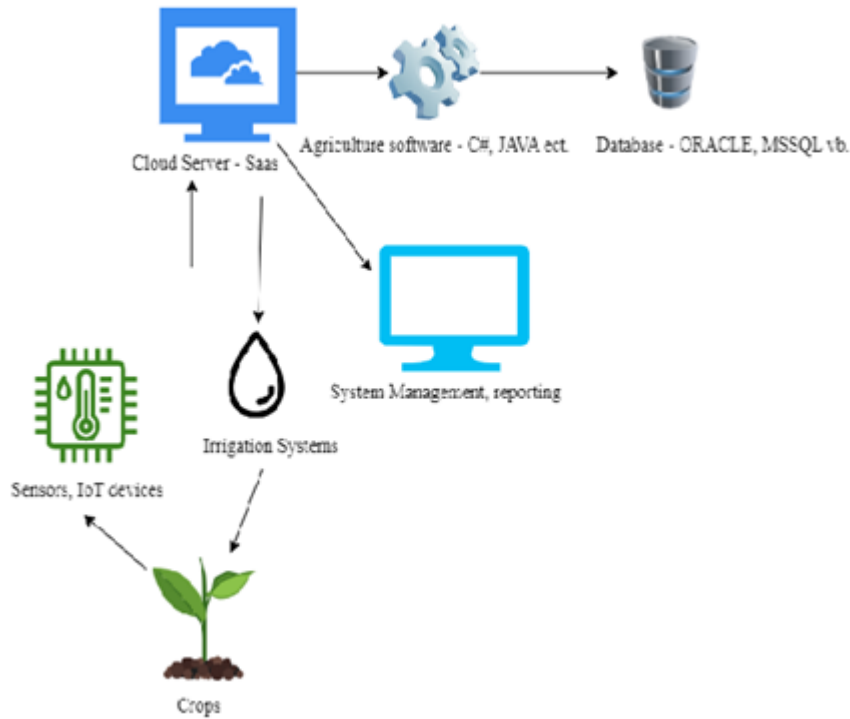 Cloud Server - Saas
Agriculture software - C#, JAVA ect.
Database - ORACLE, MSSQL vb.
System Management, reporting
Irrigation Systems
Sensors, IoT devices
Crops